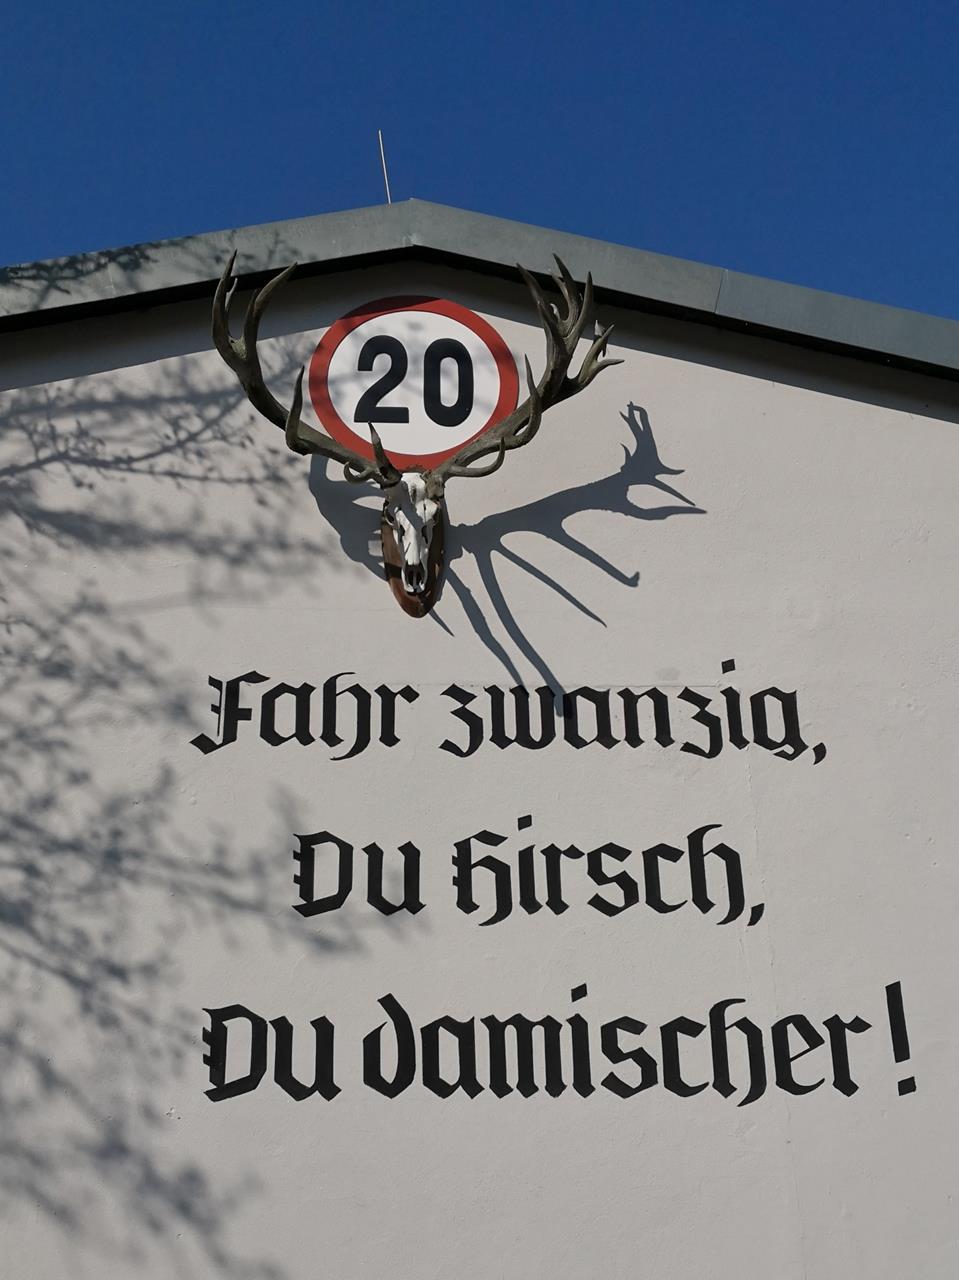 20
Fahr zwanzig,
Du Hirsch,
Du damischer!